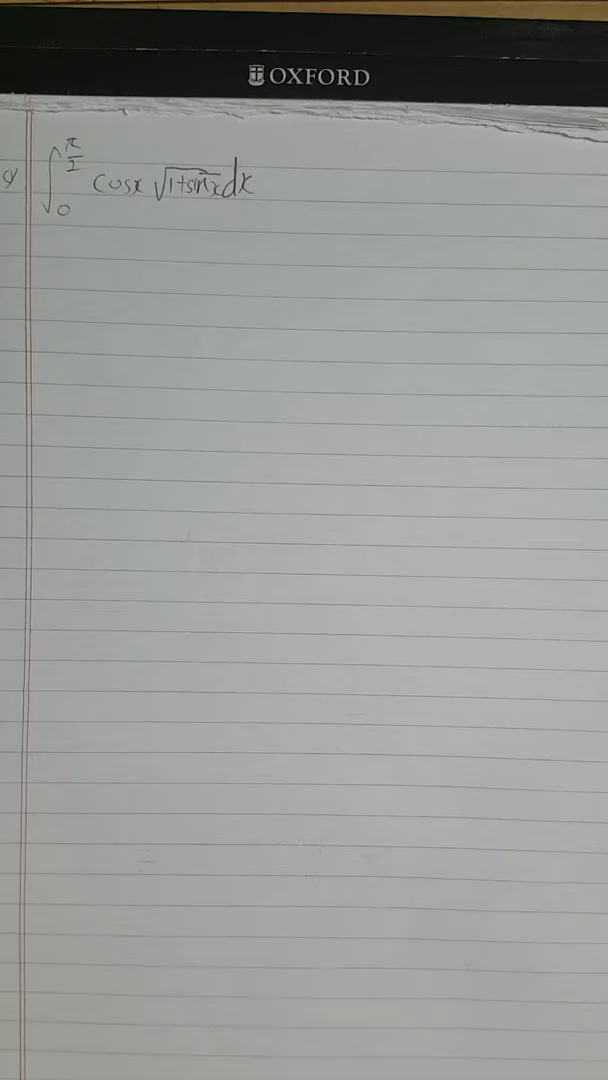 OXFORD
9) ∫₀^(π/2) cosx √(1+sin²x) dx